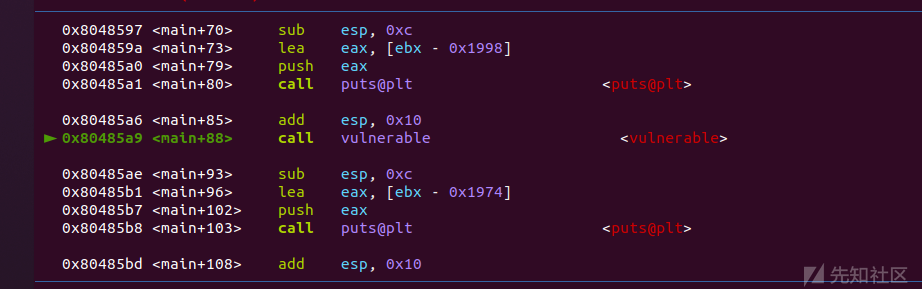 0x8048597 <main+70> sub esp, 0xc
0x804859a <main+73> lea eax, [ebx - 0x1998]
0x80485a0 <main+79> push eax
0x80485a1 <main+80> call puts@plt <puts@plt>
0x80485a6 <main+85> add esp, 0x10
► 0x80485a9 <main+88> call vulnerable <vulnerable>
0x80485ae <main+93> sub esp, 0xc
0x80485b1 <main+96> lea eax, [ebx - 0x1974]
0x80485b7 <main+102> push eax
0x80485b8 <main+103> call puts@plt <puts@plt>
0x80485bd <main+108> add esp, 0x10
先知社区